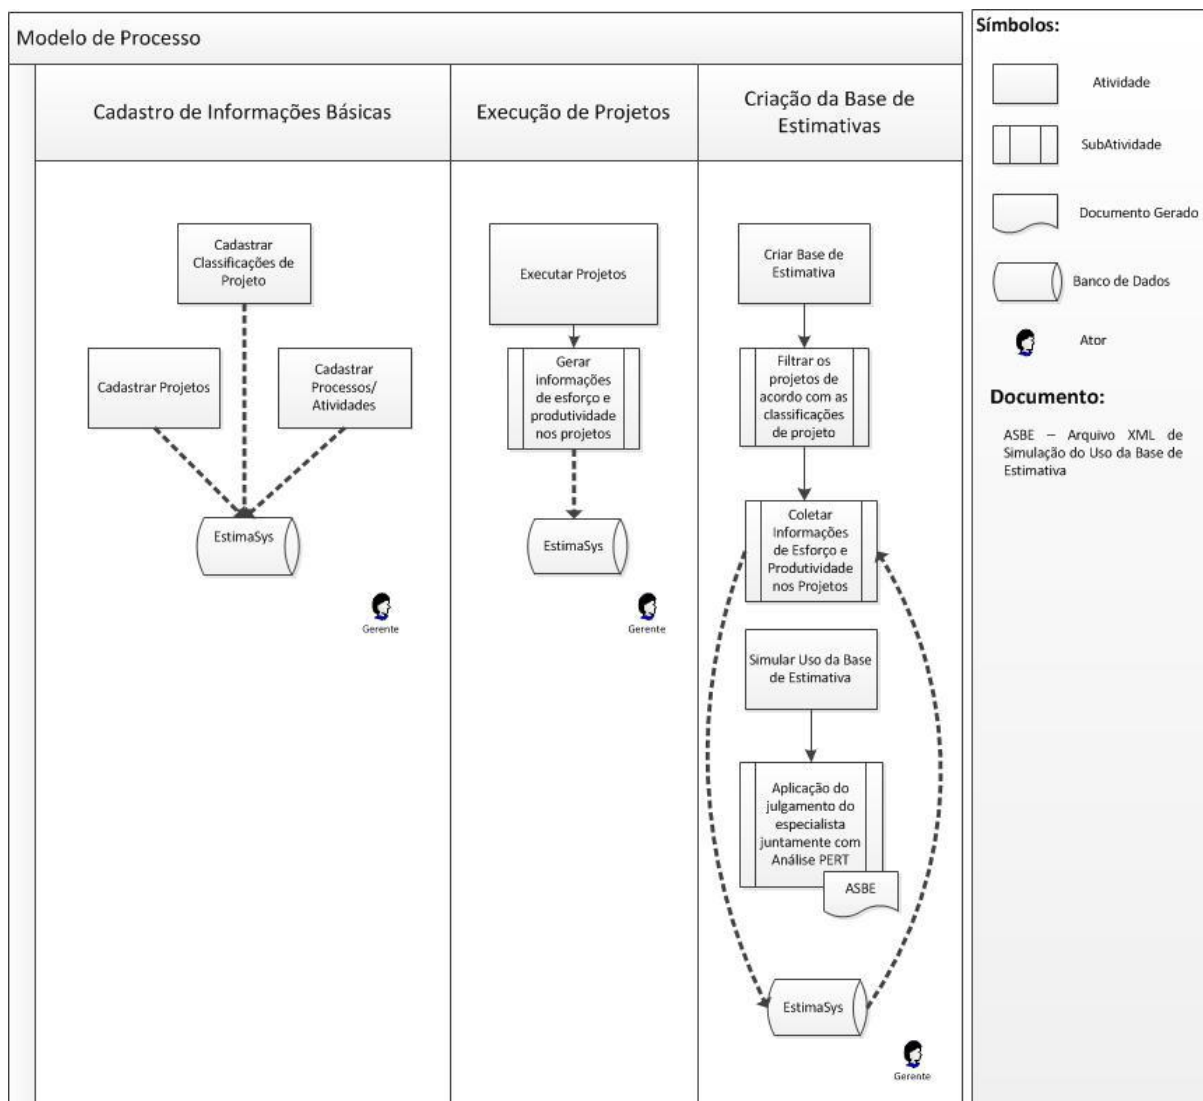 Modelo de Processo
Cadastro de Informações Básicas
Execução de Projetos
Criação da Base de
Estimativas
Cadastrar
Classificações de
Projeto
Cadastrar Projetos
Cadastrar
Processos/
Atividades
EstimaSys
Gerente
Executar Projetos
Gerar
informações
de esforço e
produtividade
nos projetos
EstimaSys
Gerente
Criar Base de
Estimativa
Filtrar os
projetos de
acordo com as
classificações
de projeto
Coletar
Informações
de Esforço e
Produtividade
nos Projetos
Simular Uso da Base
de Estimativa
Aplicação do
julgamento do
especialista
juntamente com
Análise PERT
ASBE
EstimaSys
Gerente
Símbolos:
Atividade
SubAtividade
Documento Gerado
Banco de Dados
Ator
Documento:
ASBE – Arquivo XML de
Simulação do Uso da Base de
Estimativa